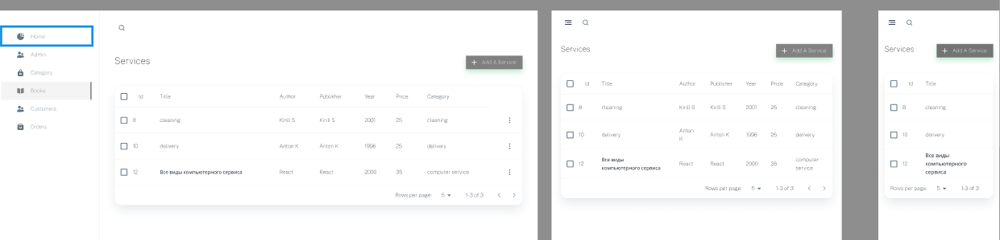 Home
Admin
Category
Books
Customers
Orders
Services
Add A Service
Id Title Author Publisher Year Price Category
8 cleaning Kirill S Kirill S 2001 25 cleaning
10 delivery Anton K Anton K 1996 25 delivery
12 Все виды компьютерного сервиса React React 2000 35 computer service
Rows per page: 5 1-3 of 3
Services
Add A Service
Id Title Author Publisher Year Price Category
8 cleaning Kirill S Kirill S 2001 25 cleaning
10 delivery Anton K Anton K 1996 25 delivery
12 Все виды компьютерного сервиса React React 2000 35 computer service
Rows per page: 5 1-3 of 3
Services
Add A Service
Id Title
8 cleaning
10 delivery
12 Все виды
компьютерного
сервиса
Rows per page: 5 1-3 of 3